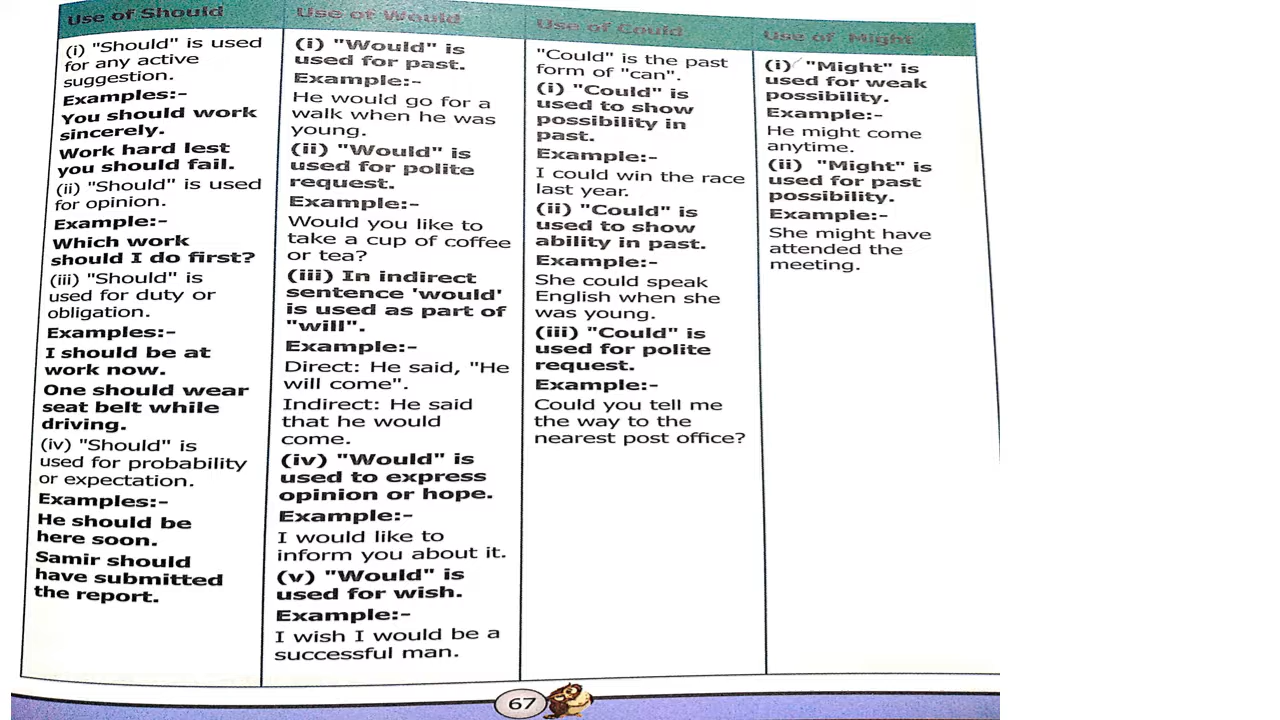 Use of Should
(i) "Should" is used
for any active
suggestion.
Examples:-
You should work
sincerely.
Work hard lest
you should fail.
(ii) "Should" is used
for opinion.
Example:-
Which work
should I do first?
(iii) "Should" is
used for duty or
obligation.
Examples:-
I should be at
work now.
One should wear
seat belt while
driving.
(iv) "Should" is
used for probability
or expectation.
Examples:-
He should be
here soon.
Samir should
have submitted
the report.
Use of Would
(i) "Would" is
used for past.
Example:-
He would go for a
walk when he was
young.
(ii) "Would" is
used for polite
request.
Example:-
Would you like to
take a cup of coffee
or tea?
(iii) In indirect
sentence 'would'
is used as part of
"will".
Example:-
Direct: He said, "He
will come".
Indirect: He said
that he would
come.
(iv) "Would" is
used to express
opinion or hope.
Example:-
I would like to
inform you about it.
(v) "Would" is
used for wish.
Example:-
I wish I would be a
successful man.
Use of Could
"Could" is the past
form of "can".
(i) "Could" is
used to show
possibility in
past.
Example:-
I could win the race
last year.
(ii) "Could" is
used to show
ability in past.
Example:-
She could speak
English when she
was young.
(iii) "Could" is
used for polite
request.
Example:-
Could you tell me
the way to the
nearest post office?
Use of Might
(i) "Might" is
used for weak
possibility.
Example:-
He might come
anytime.
(ii) "Might" is
used for past
possibility.
Example:-
She might have
attended the
meeting.
67